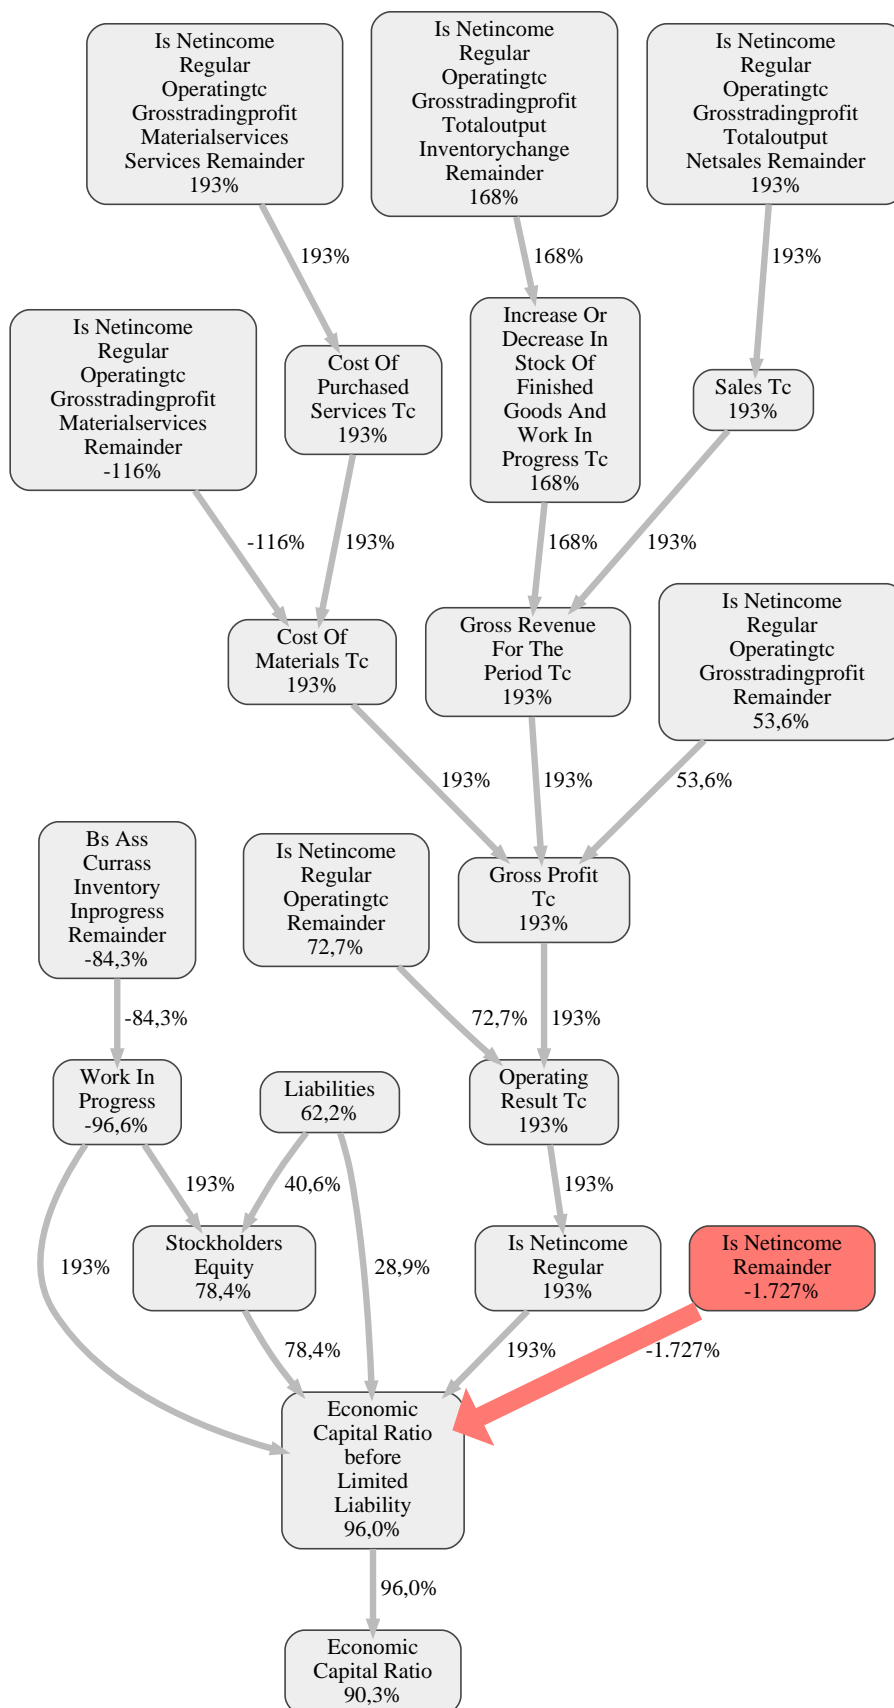 Is Netincome
Regular
Operatingtc
Grosstradingprofit
Materialservices
Services Remainder
193%
Is Netincome
Regular
Operatingtc
Grosstradingprofit
Totaloutput
Inventorychange
Remainder
168%
Is Netincome
Regular
Operatingtc
Grosstradingprofit
Totaloutput
Netsales Remainder
193%
193%
168%
193%
Is Netincome
Regular
Operatingtc
Grosstradingprofit
Materialservices
Remainder
-116%
Cost Of
Purchased
Services Tc
193%
Increase Or
Decrease In
Stock Of
Finished
Goods And
Work In
Progress Tc
168%
Sales Tc
193%
-116%
193%
168%
193%
Cost Of
Materials Tc
193%
Gross Revenue
For The
Period Tc
193%
Is Netincome
Regular
Operatingtc
Grosstradingprofit
Remainder
53,6%
193%
193%
53,6%
Bs Ass
Currass
Inventory
Inprogress
Remainder
-84,3%
Is Netincome
Regular
Operatingtc
Remainder
72,7%
Gross Profit
Tc
193%
-84,3%
72,7%
193%
Work In
Progress
-96,6%
Liabilities
62,2%
Operating
Result Tc
193%
193%
40,6%
193%
Stockholders
Equity
78,4%
Is Netincome
Regular
193%
Is Netincome
Remainder
-1.727%
193%
28,9%
78,4%
193%
-1.727%
Economic
Capital Ratio
before
Limited
Liability
96,0%
96,0%
Economic
Capital Ratio
90,3%